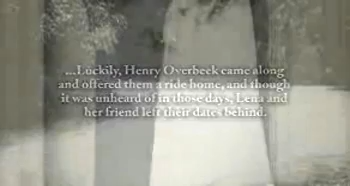 ...Luckily, Henry Overbeek came along
and offered them a ride home, and though
it was unheard of in those days, Lena and
her friend left their dates behind.